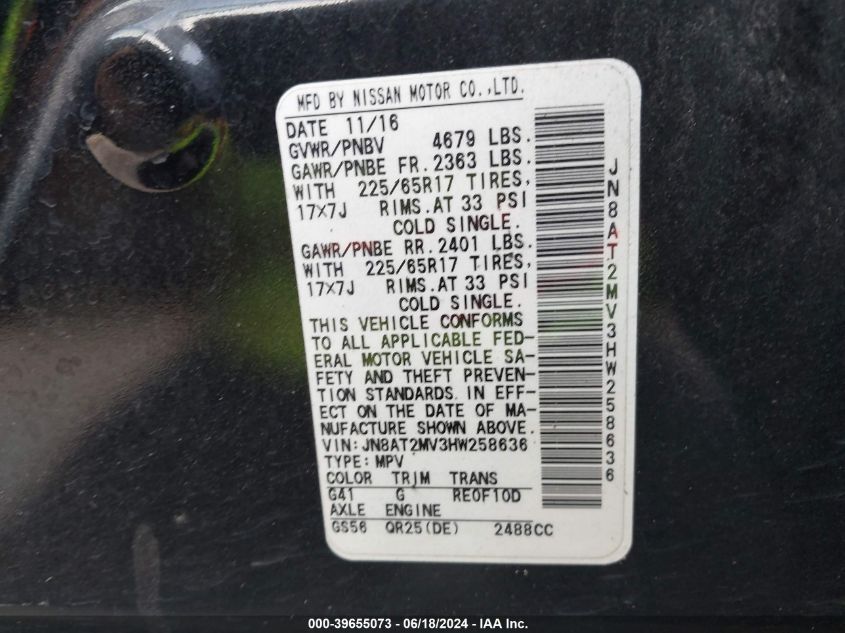 MFD BY NISSAN MOTOR CO.,LTD.
DATE 11/16
GVWR/PNBV 4679 LBS.
GAWR/PNBE FR. 2363 LBS.
WITH 225/65R17 TIRES,
17X7J RIMS.AT 33 PSI
COLD SINGLE.
GAWR/PNBE RR. 2401 LBS.
WITH 225/65R17 TIRES,
17X7J RIMS.AT 33 PSI
COLD SINGLE.
THIS VEHICLE CONFORMS
TO ALL APPLICABLE FED-
ERAL MOTOR VEHICLE SA-
FETY AND THEFT PREVEN-
TION STANDARDS. IN EFF-
ECT ON THE DATE OF MA-
NUFACTURE SHOWN ABOVE.
VIN:JN8AT2MV3HW258636
TYPE:MPV
COLOR TRIM TRANS
G41 G RE0F10D
AXLE ENGINE
GS56 QR25(DE) 2488CC
JN8AT2MV3HW258636
000-39655073 - 06/18/2024 - IAAI.com